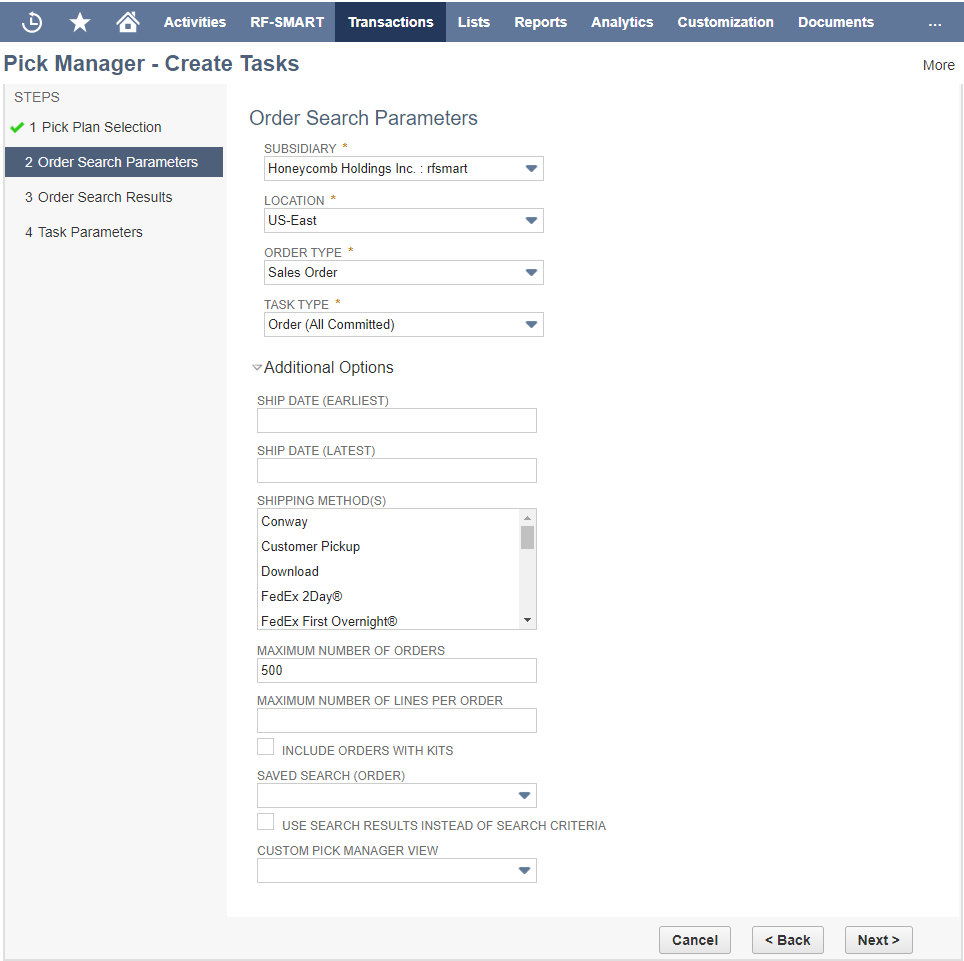 Activities RF-SMART Transactions Lists Reports Analytics Customization Documents ...
Pick Manager - Create Tasks
More
STEPS
1 Pick Plan Selection
2 Order Search Parameters
3 Order Search Results
4 Task Parameters
Order Search Parameters
SUBSIDIARY *
Honeycomb Holdings Inc. : rfsmart
LOCATION *
US-East
ORDER TYPE *
Sales Order
TASK TYPE *
Order (All Committed)
Additional Options
SHIP DATE (EARLIEST)
SHIP DATE (LATEST)
SHIPPING METHOD(S)
Conway
Customer Pickup
Download
FedEx 2Day®
FedEx First Overnight®
MAXIMUM NUMBER OF ORDERS
500
MAXIMUM NUMBER OF LINES PER ORDER
INCLUDE ORDERS WITH KITS
SAVED SEARCH (ORDER)
USE SEARCH RESULTS INSTEAD OF SEARCH CRITERIA
CUSTOM PICK MANAGER VIEW
Cancel < Back Next >